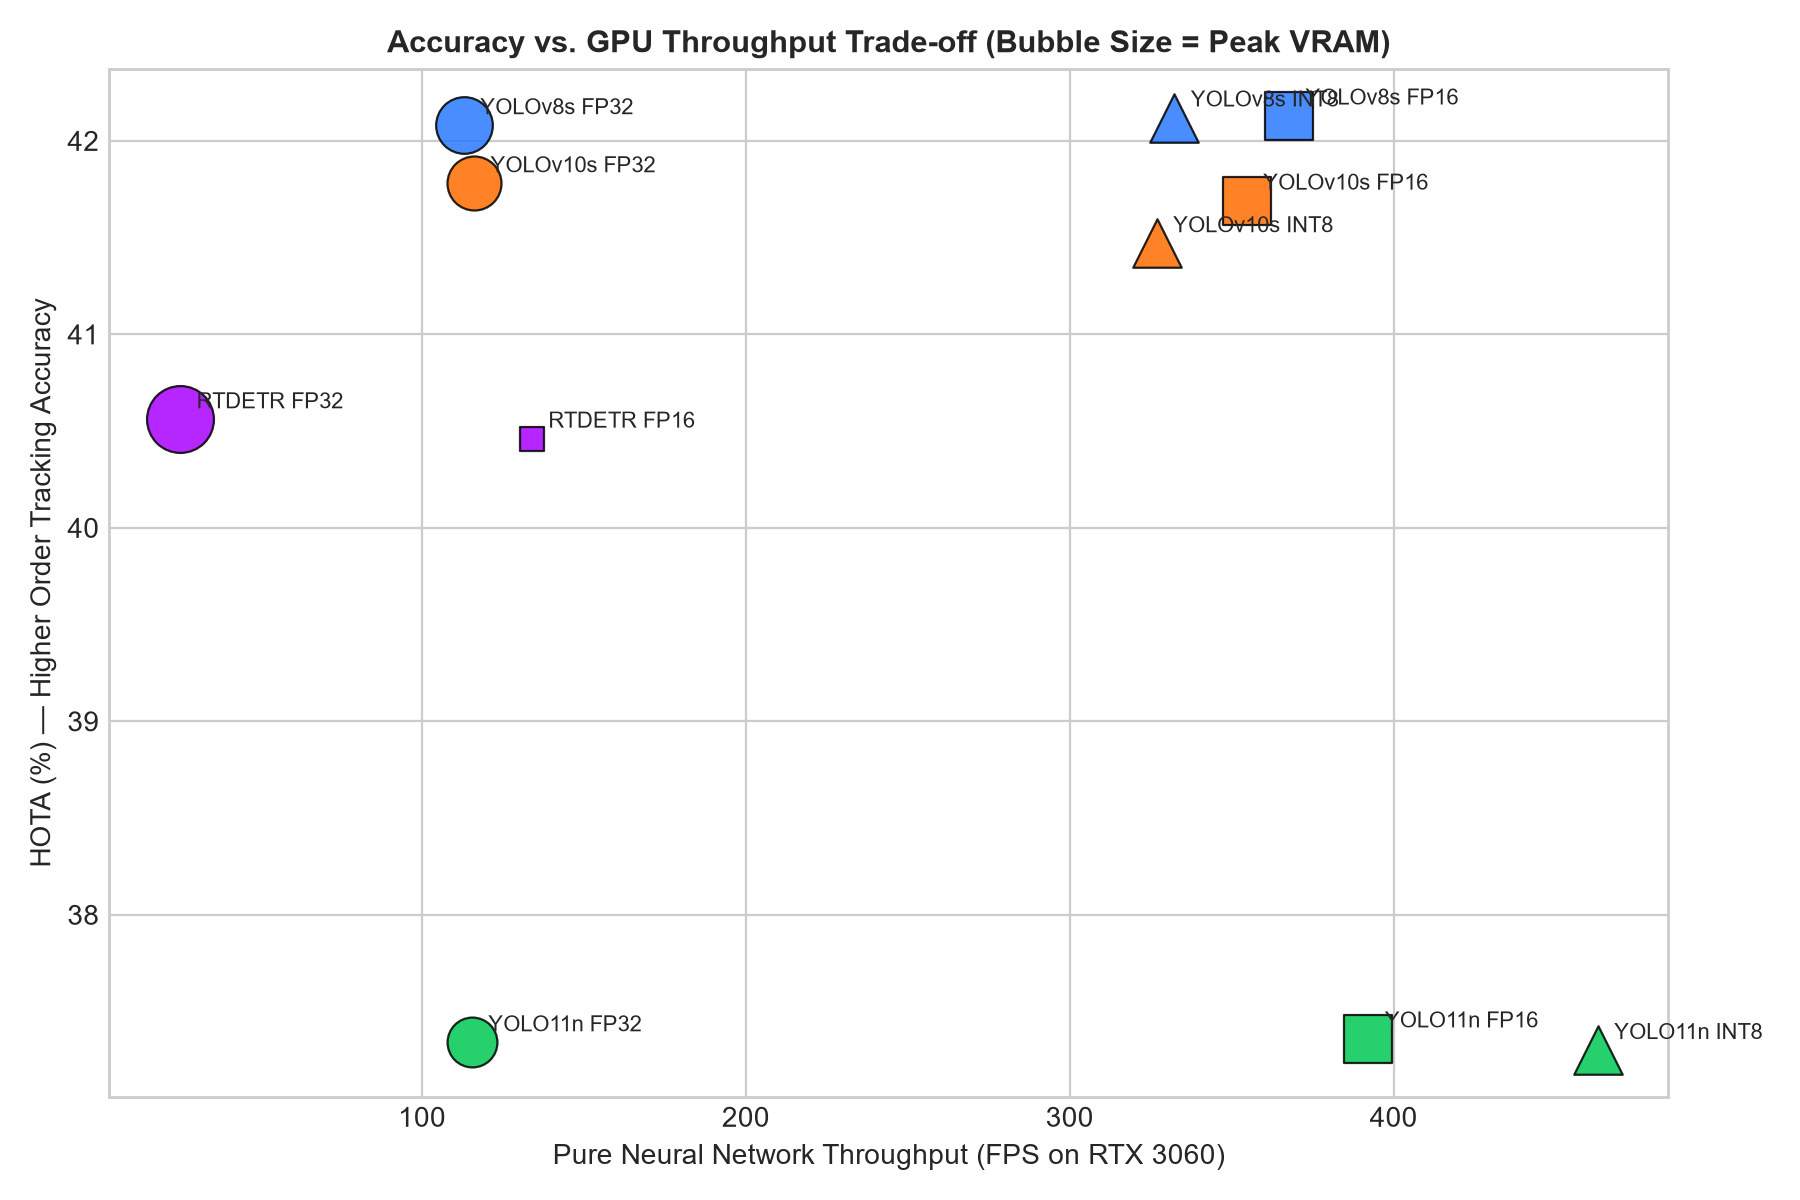 Accuracy vs. GPU Throughput Trade-off (Bubble Size = Peak VRAM)
HOTA (%) — Higher Order Tracking Accuracy
42
41
40
39
38
YOLOv8s FP32
YOLOv8s INT8
YOLOv8s FP16
YOLOv10s FP32
YOLOv10s FP16
YOLOv10s INT8
RTDETR FP32
RTDETR FP16
YOLO11n FP32
YOLO11n FP16
YOLO11n INT8
100
200
300
400
Pure Neural Network Throughput (FPS on RTX 3060)